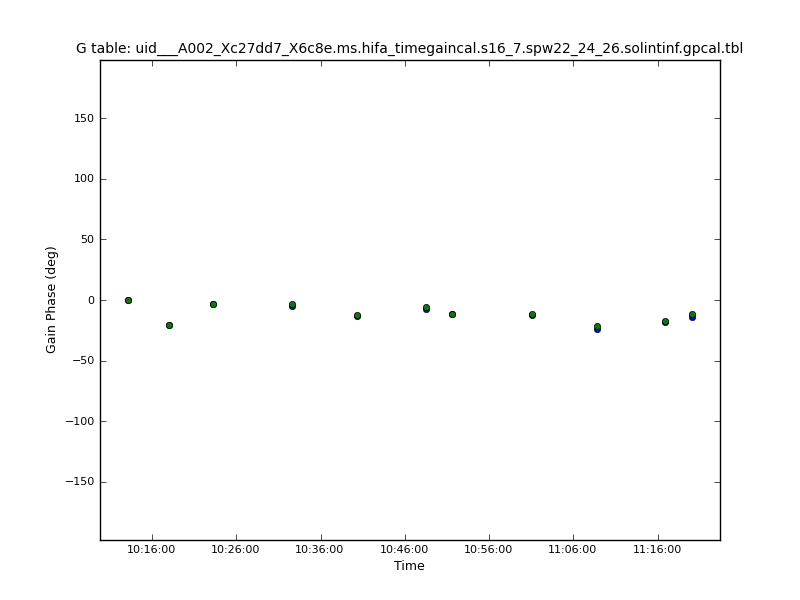 G table: uid___A002_Xc27dd7_X6c8e.ms.hifa_timegaincal.s16_7.spw22_24_26.solintinf.gpcal.tbl
150
100
50
0
−50
−100
−150
Gain Phase (deg)
10:16:00 10:26:00 10:36:00 10:46:00 10:56:00 11:06:00 11:16:00
Time